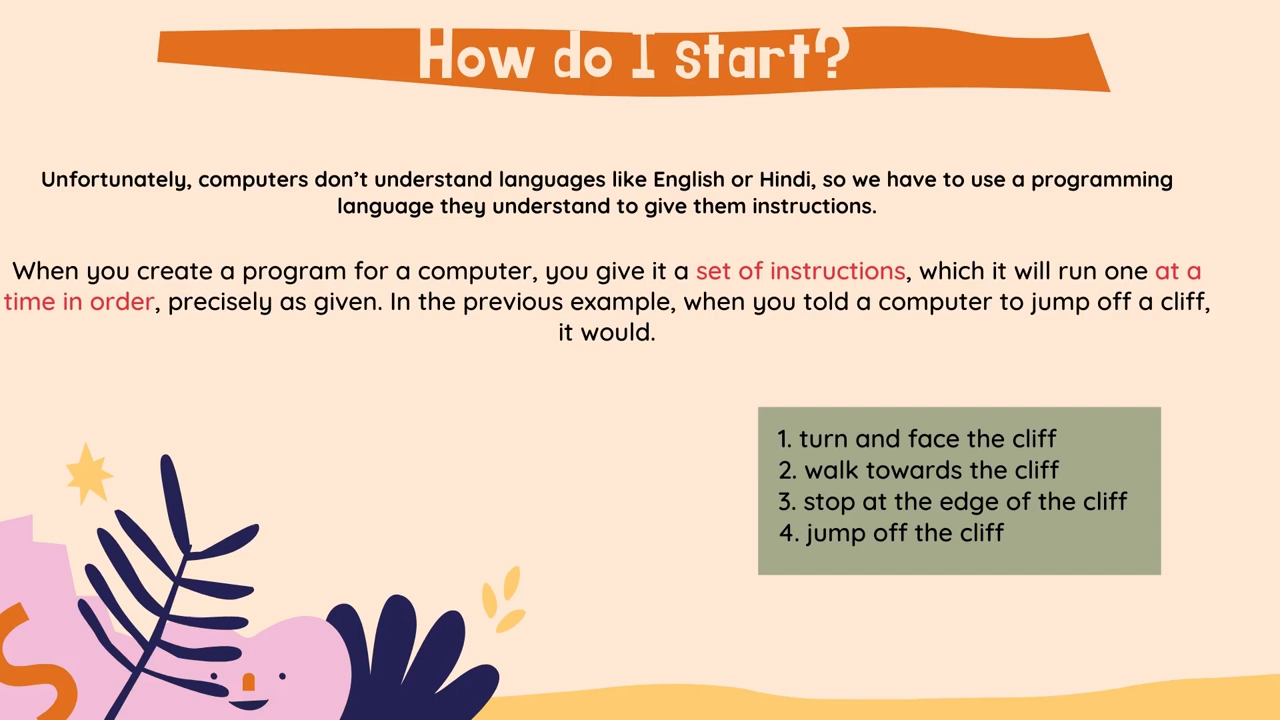 How do I start?
Unfortunately, computers don't understand languages like English or Hindi, so we have to use a programming
language they understand to give them instructions.
When you create a program for a computer, you give it a set of instructions, which it will run one at a
time in order, precisely as given. In the previous example, when you told a computer to jump off a cliff,
it would.
1. turn and face the cliff
2. walk towards the cliff
3. stop at the edge of the cliff
4. jump off the cliff
S